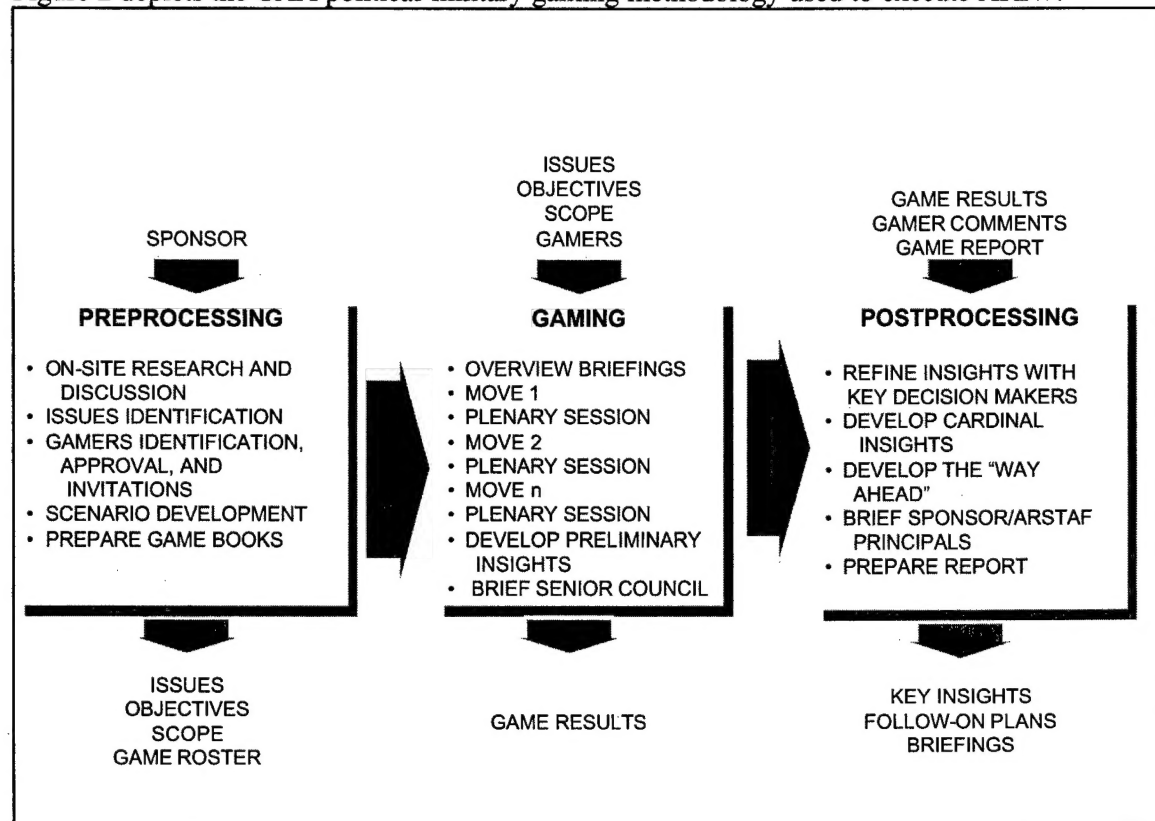 depicts the
political-military gaming methodology used to execute
SPONSOR
PREPROCESSING
• ON-SITE RESEARCH AND
DISCUSSION
• ISSUES IDENTIFICATION
• GAMERS IDENTIFICATION,
APPROVAL, AND
INVITATIONS
• SCENARIO DEVELOPMENT
• PREPARE GAME BOOKS
ISSUES
OBJECTIVES
SCOPE
GAME ROSTER
ISSUES
OBJECTIVES
SCOPE
GAMERS
GAMING
• OVERVIEW BRIEFINGS
• MOVE 1
• PLENARY SESSION
• MOVE 2
• PLENARY SESSION
• MOVE n
• PLENARY SESSION
• DEVELOP PRELIMINARY
INSIGHTS
• BRIEF SENIOR COUNCIL
GAME RESULTS
GAME RESULTS
GAMER COMMENTS
GAME REPORT
POSTPROCESSING
• REFINE INSIGHTS WITH
KEY DECISION MAKERS
• DEVELOP CARDINAL
INSIGHTS
• DEVELOP THE "WAY
AHEAD"
• BRIEF SPONSOR/ARSTAF
PRINCIPALS
• PREPARE REPORT
KEY INSIGHTS
FOLLOW-ON PLANS
BRIEFINGS